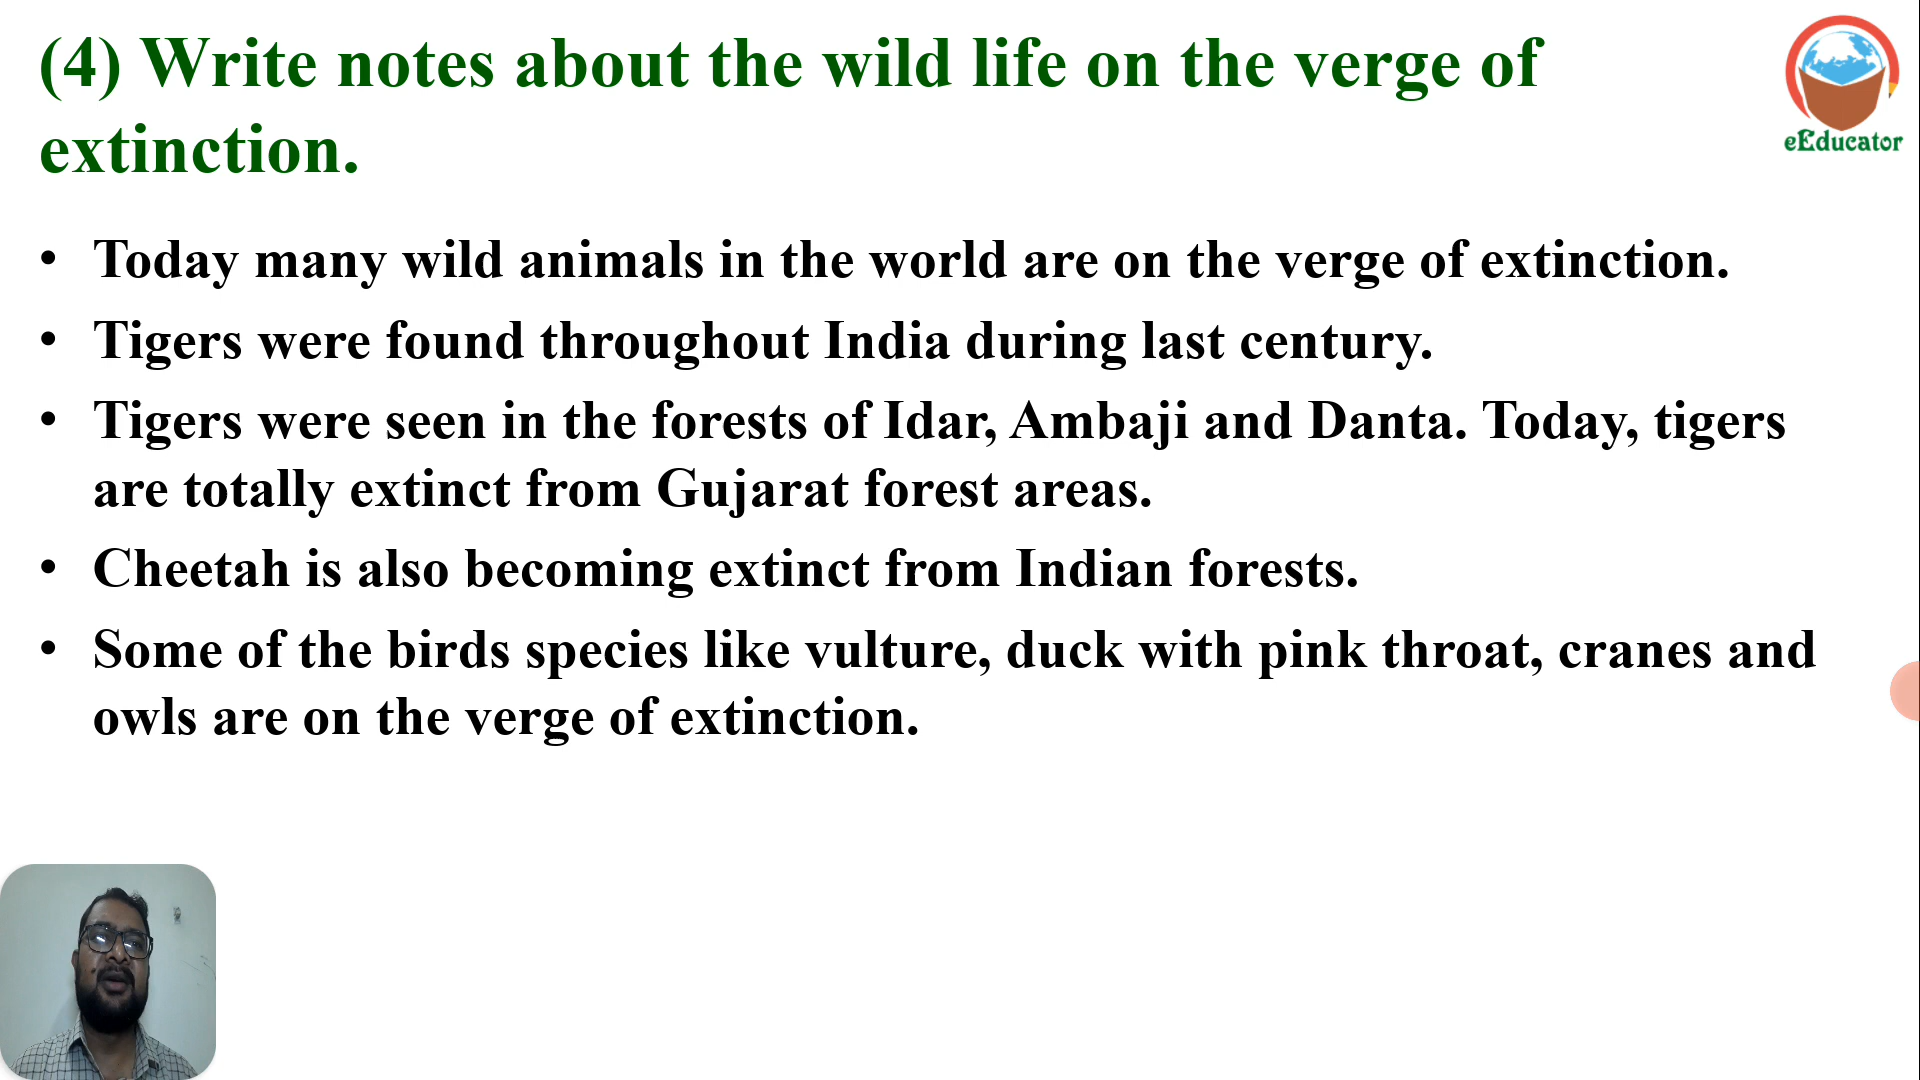 (4) Write notes about the wild life on the verge of
extinction.
eEducator
• Today many wild animals in the world are on the verge of extinction.
• Tigers were found throughout India during last century.
• Tigers were seen in the forests of Idar, Ambaji and Danta. Today, tigers
are totally extinct from Gujarat forest areas.
• Cheetah is also becoming extinct from Indian forests.
• Some of the birds species like vulture, duck with pink throat, cranes and
owls are on the verge of extinction.